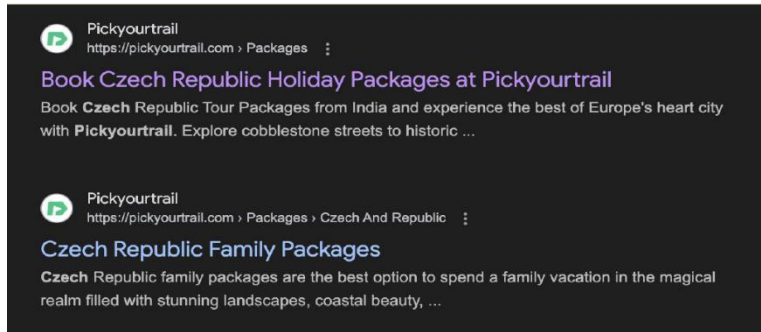 Pickyourtrail
https://pickyourtrail.com › Packages
Book Czech Republic Holiday Packages at Pickyourtrail
Book Czech Republic Tour Packages from India and experience the best of Europe's heart city
with Pickyourtrail. Explore cobblestone streets to historic ...
Pickyourtrail
https://pickyourtrail.com › Packages › Czech And Republic
Czech Republic Family Packages
Czech Republic family packages are the best option to spend a family vacation in the magical
realm filled with stunning landscapes, coastal beauty, ...